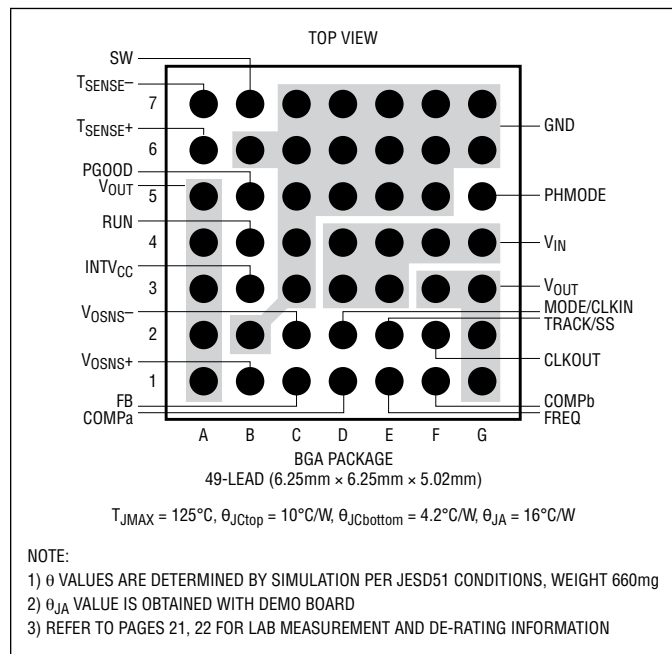 TOP VIEW
SW
TSENSE–
7
TSENSE+
GND
6
PGOOD
VOUT
5
PHMODE
RUN
4
VIN
INTVCC
3
VOUT
VOSNS–
MODE/CLKIN
TRACK/SS
2
VOSNS+
CLKOUT
1
FB
COMPb
COMPa
FREQ
A B C D E F G
BGA PACKAGE
49-LEAD (6.25mm × 6.25mm × 5.02mm)
TJMAX = 125°C, θJCtop = 10°C/W, θJCbottom = 4.2°C/W, θJA = 16°C/W
NOTE:
1) θ VALUES ARE DETERMINED BY SIMULATION PER JESD51 CONDITIONS, WEIGHT 660mg
2) θJA VALUE IS OBTAINED WITH DEMO BOARD
3) REFER TO PAGES 21, 22 FOR LAB MEASUREMENT AND DE-RATING INFORMATION